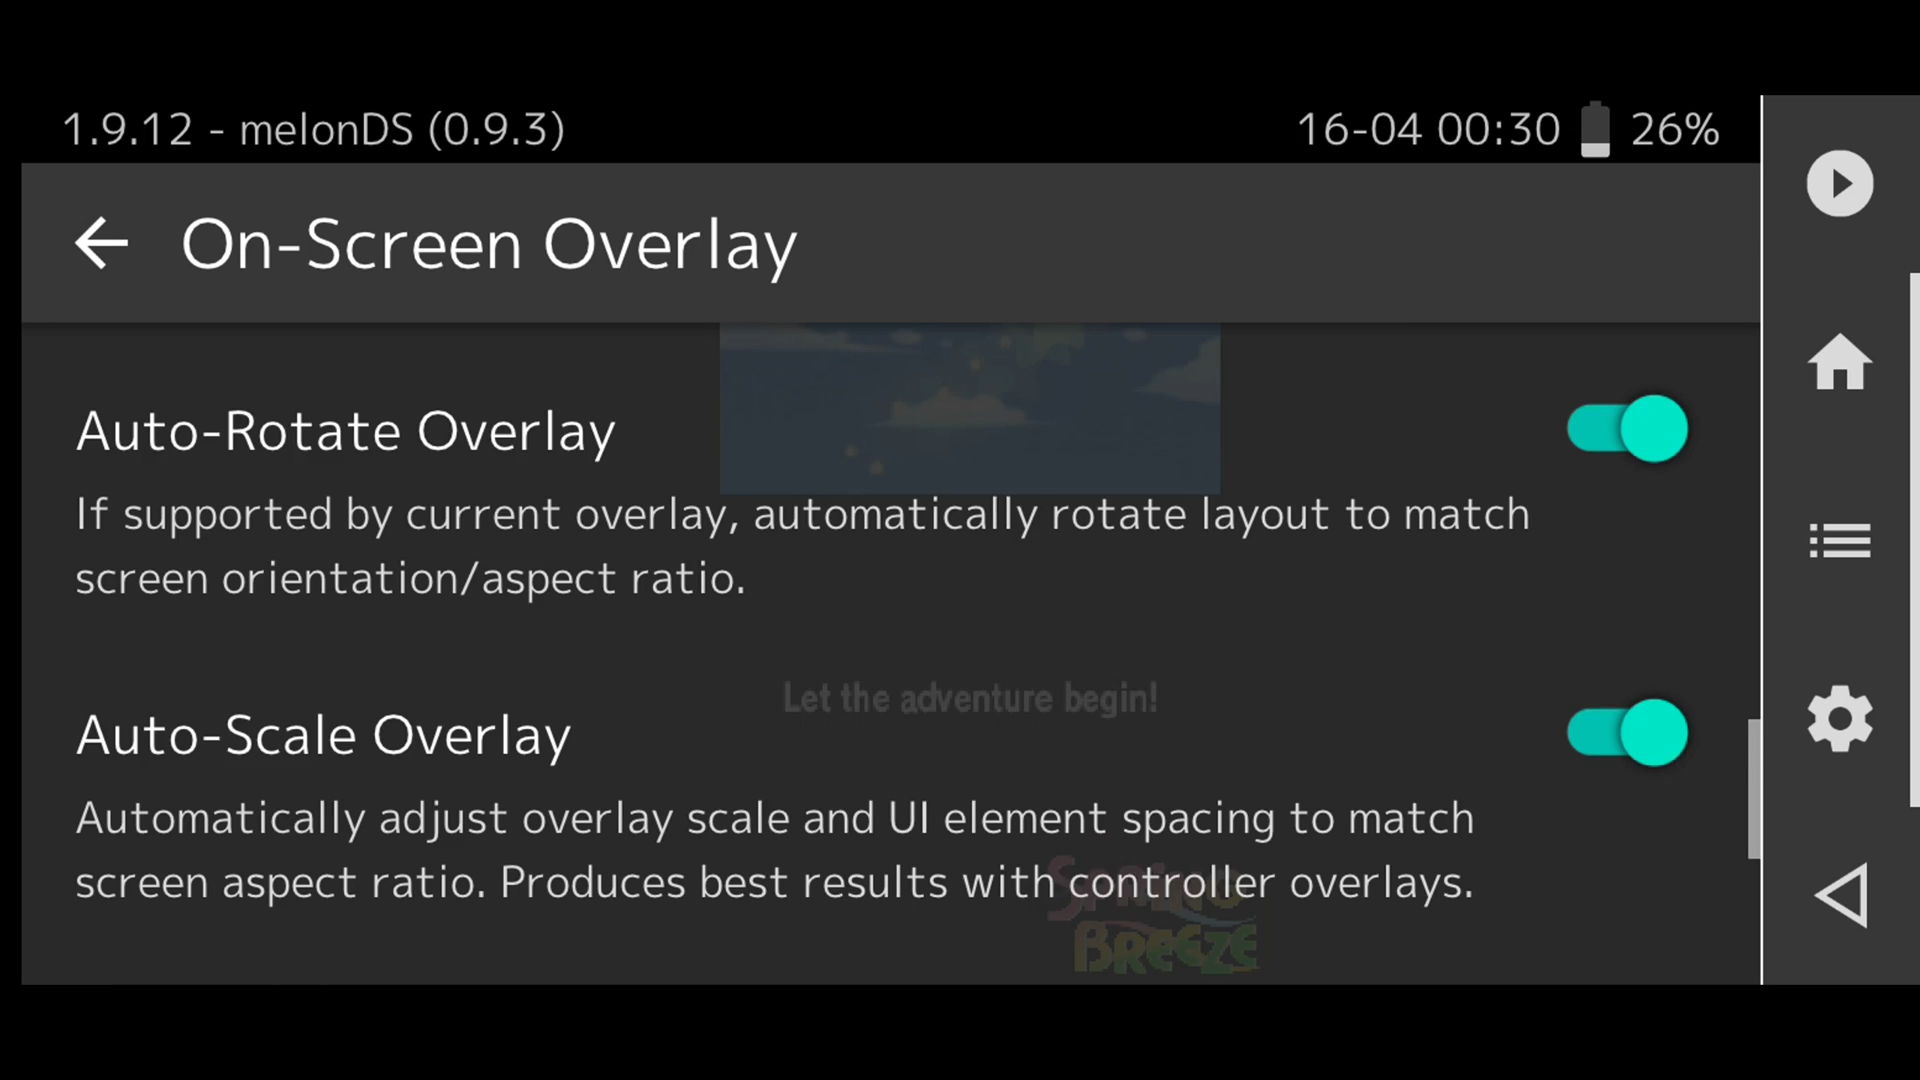 1.9.12 - melonDS (0.9.3)
16-04 00:30 26%
On-Screen Overlay
Auto-Rotate Overlay
If supported by current overlay, automatically rotate layout to match
screen orientation/aspect ratio.
Let the adventure begin!
Auto-Scale Overlay
Automatically adjust overlay scale and UI element spacing to match
screen aspect ratio. Produces best results with controller overlays.
SPRING
BREEZE